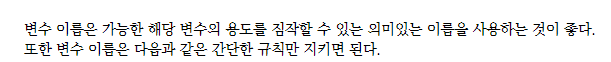 변수 이름은 가능한 해당 변수의 용도를 짐작할 수 있는 의미있는 이름을 사용하는 것이 좋다.
또한 변수 이름은 다음과 같은 간단한 규칙만 지키면 된다.